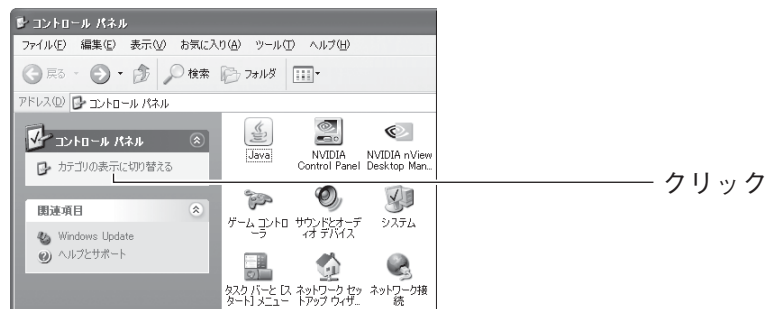 コントロール パネル
ファイル(F) 編集(E) 表示(V) お気に入り(A) ツール(T) ヘルプ(H)
戻る 検索 フォルダ
アドレス(D) コントロール パネル
コントロール パネル
カテゴリの表示に切り替える
クリック
関連項目
Windows Update
ヘルプとサポート
Java
NVIDIA
Control Panel
NVIDIA nView
Desktop Man...
ゲーム コントロ
ーラ
サウンドとオーデ
ィオ デバイス
システム
タスク バーと [ス
タート] メニュー
ネットワーク セッ
トアップ ウィザ...
ネットワーク接
続